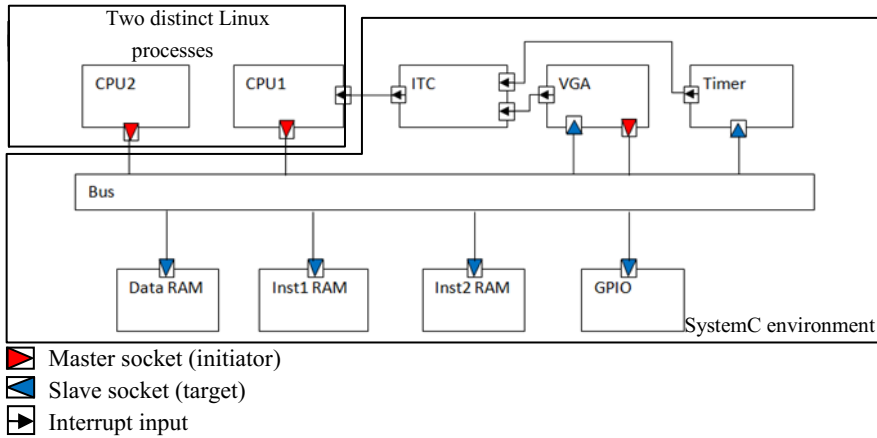 Two distinct Linux
processes
CPU2
CPU1
ITC
VGA
Timer
Bus
Data RAM
Inst1 RAM
Inst2 RAM
GPIO
SystemC environment
Master socket (initiator)
Slave socket (target)
Interrupt input